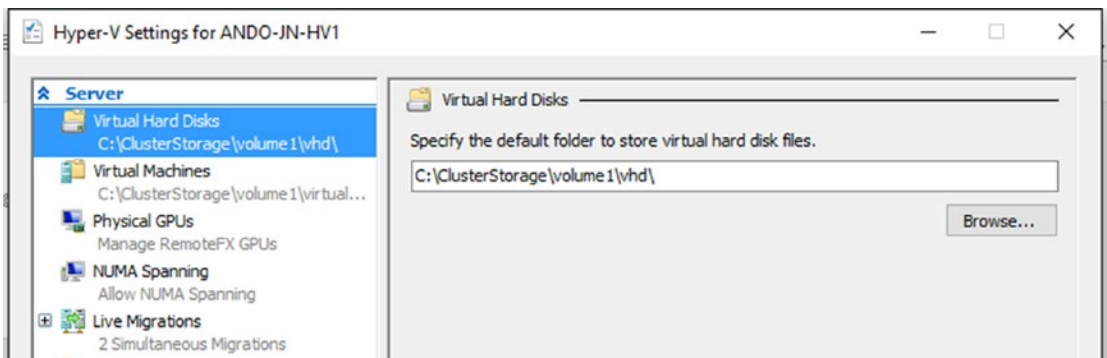 Hyper-V Settings for ANDO-JN-HV1
Server
Virtual Hard Disks
C:\ClusterStorage\volume1\vhd\
Virtual Machines
C:\ClusterStorage\volume1\virtual...
Physical GPUs
Manage RemoteFX GPUs
NUMA Spanning
Allow NUMA Spanning
Live Migrations
2 Simultaneous Migrations
Virtual Hard Disks
Specify the default folder to store virtual hard disk files.
C:\ClusterStorage\volume1\vhd\
Browse...